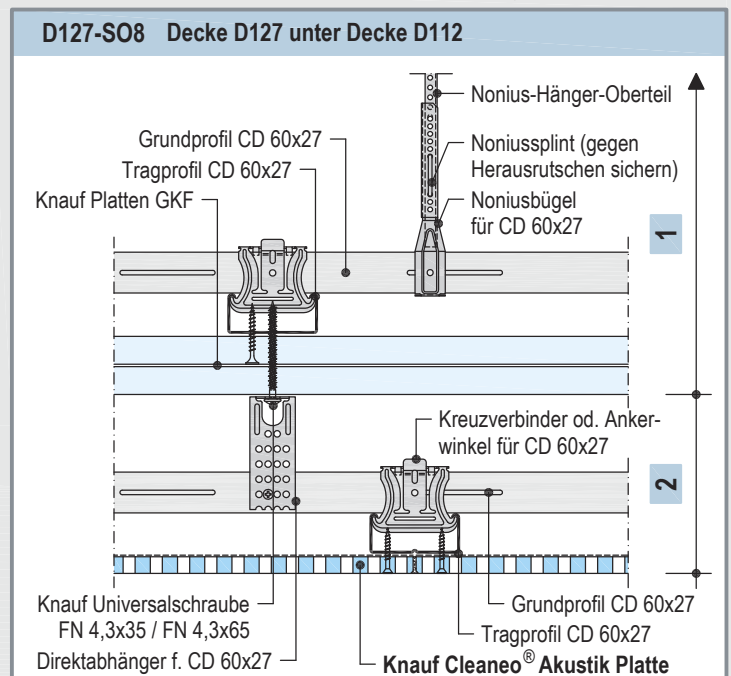 D127-SO8 Decke D127 unter Decke D112
Nonius-Hänger-Oberteil
Grundprofil CD 60x27
Noniussplint (gegen
Herausrutschen sichern)
Tragprofil CD 60x27
Knauf Platten GKF
Noniusbügel
für CD 60x27
1
Kreuzverbinder od. Anker-
winkel für CD 60x27
2
Knauf Universalschraube
FN 4,3x35 / FN 4,3x65
Direktabhänger f. CD 60x27
Grundprofil CD 60x27
Tragprofil CD 60x27
Knauf Cleaneo® Akustik Platte